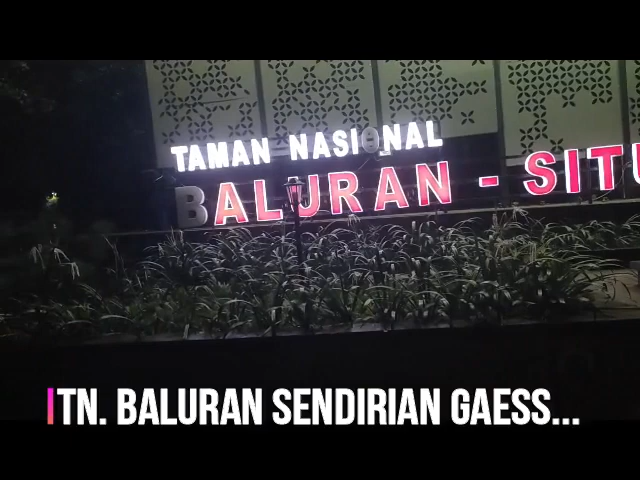 TAMAN NASIONAL
BALURAN - SITU
TN. BALURAN SENDIRIAN GAESS...